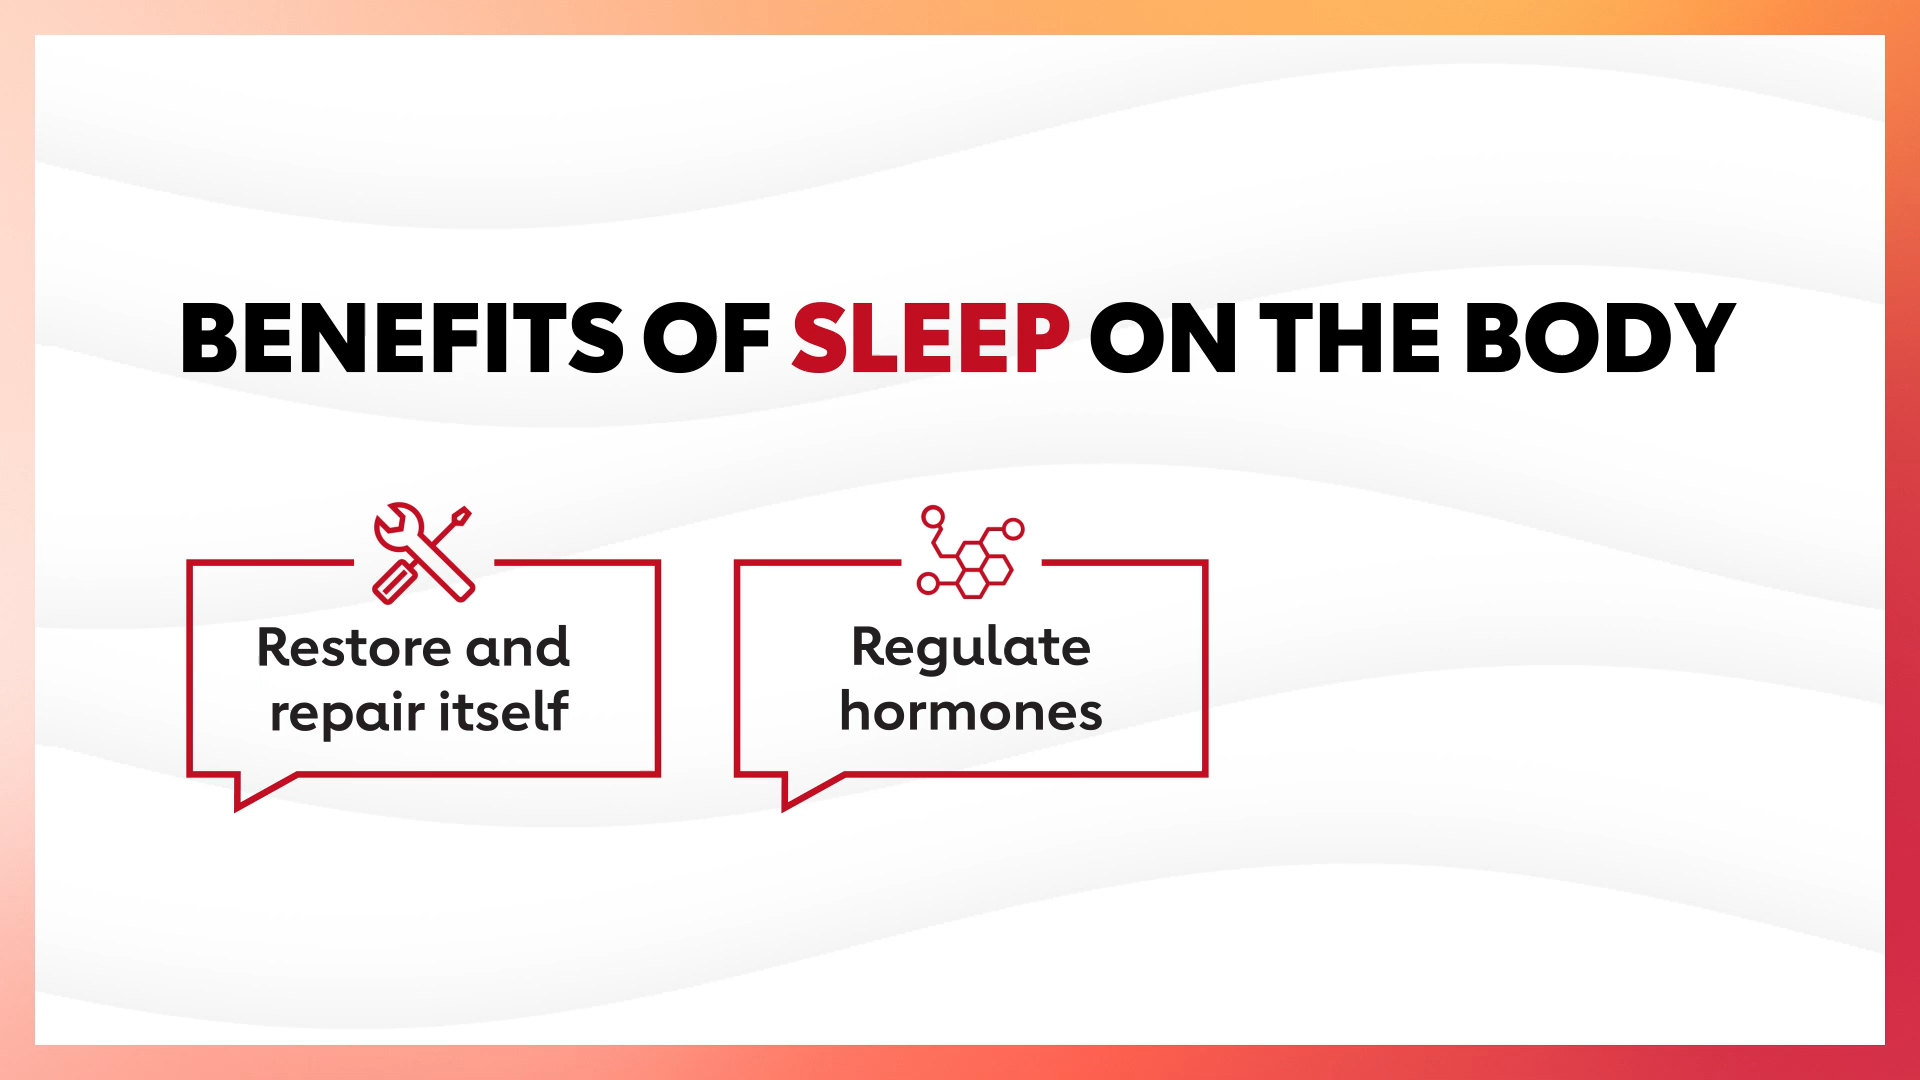 BENEFITS OF SLEEP ON THE BODY
Restore and
repair itself
Regulate
hormones